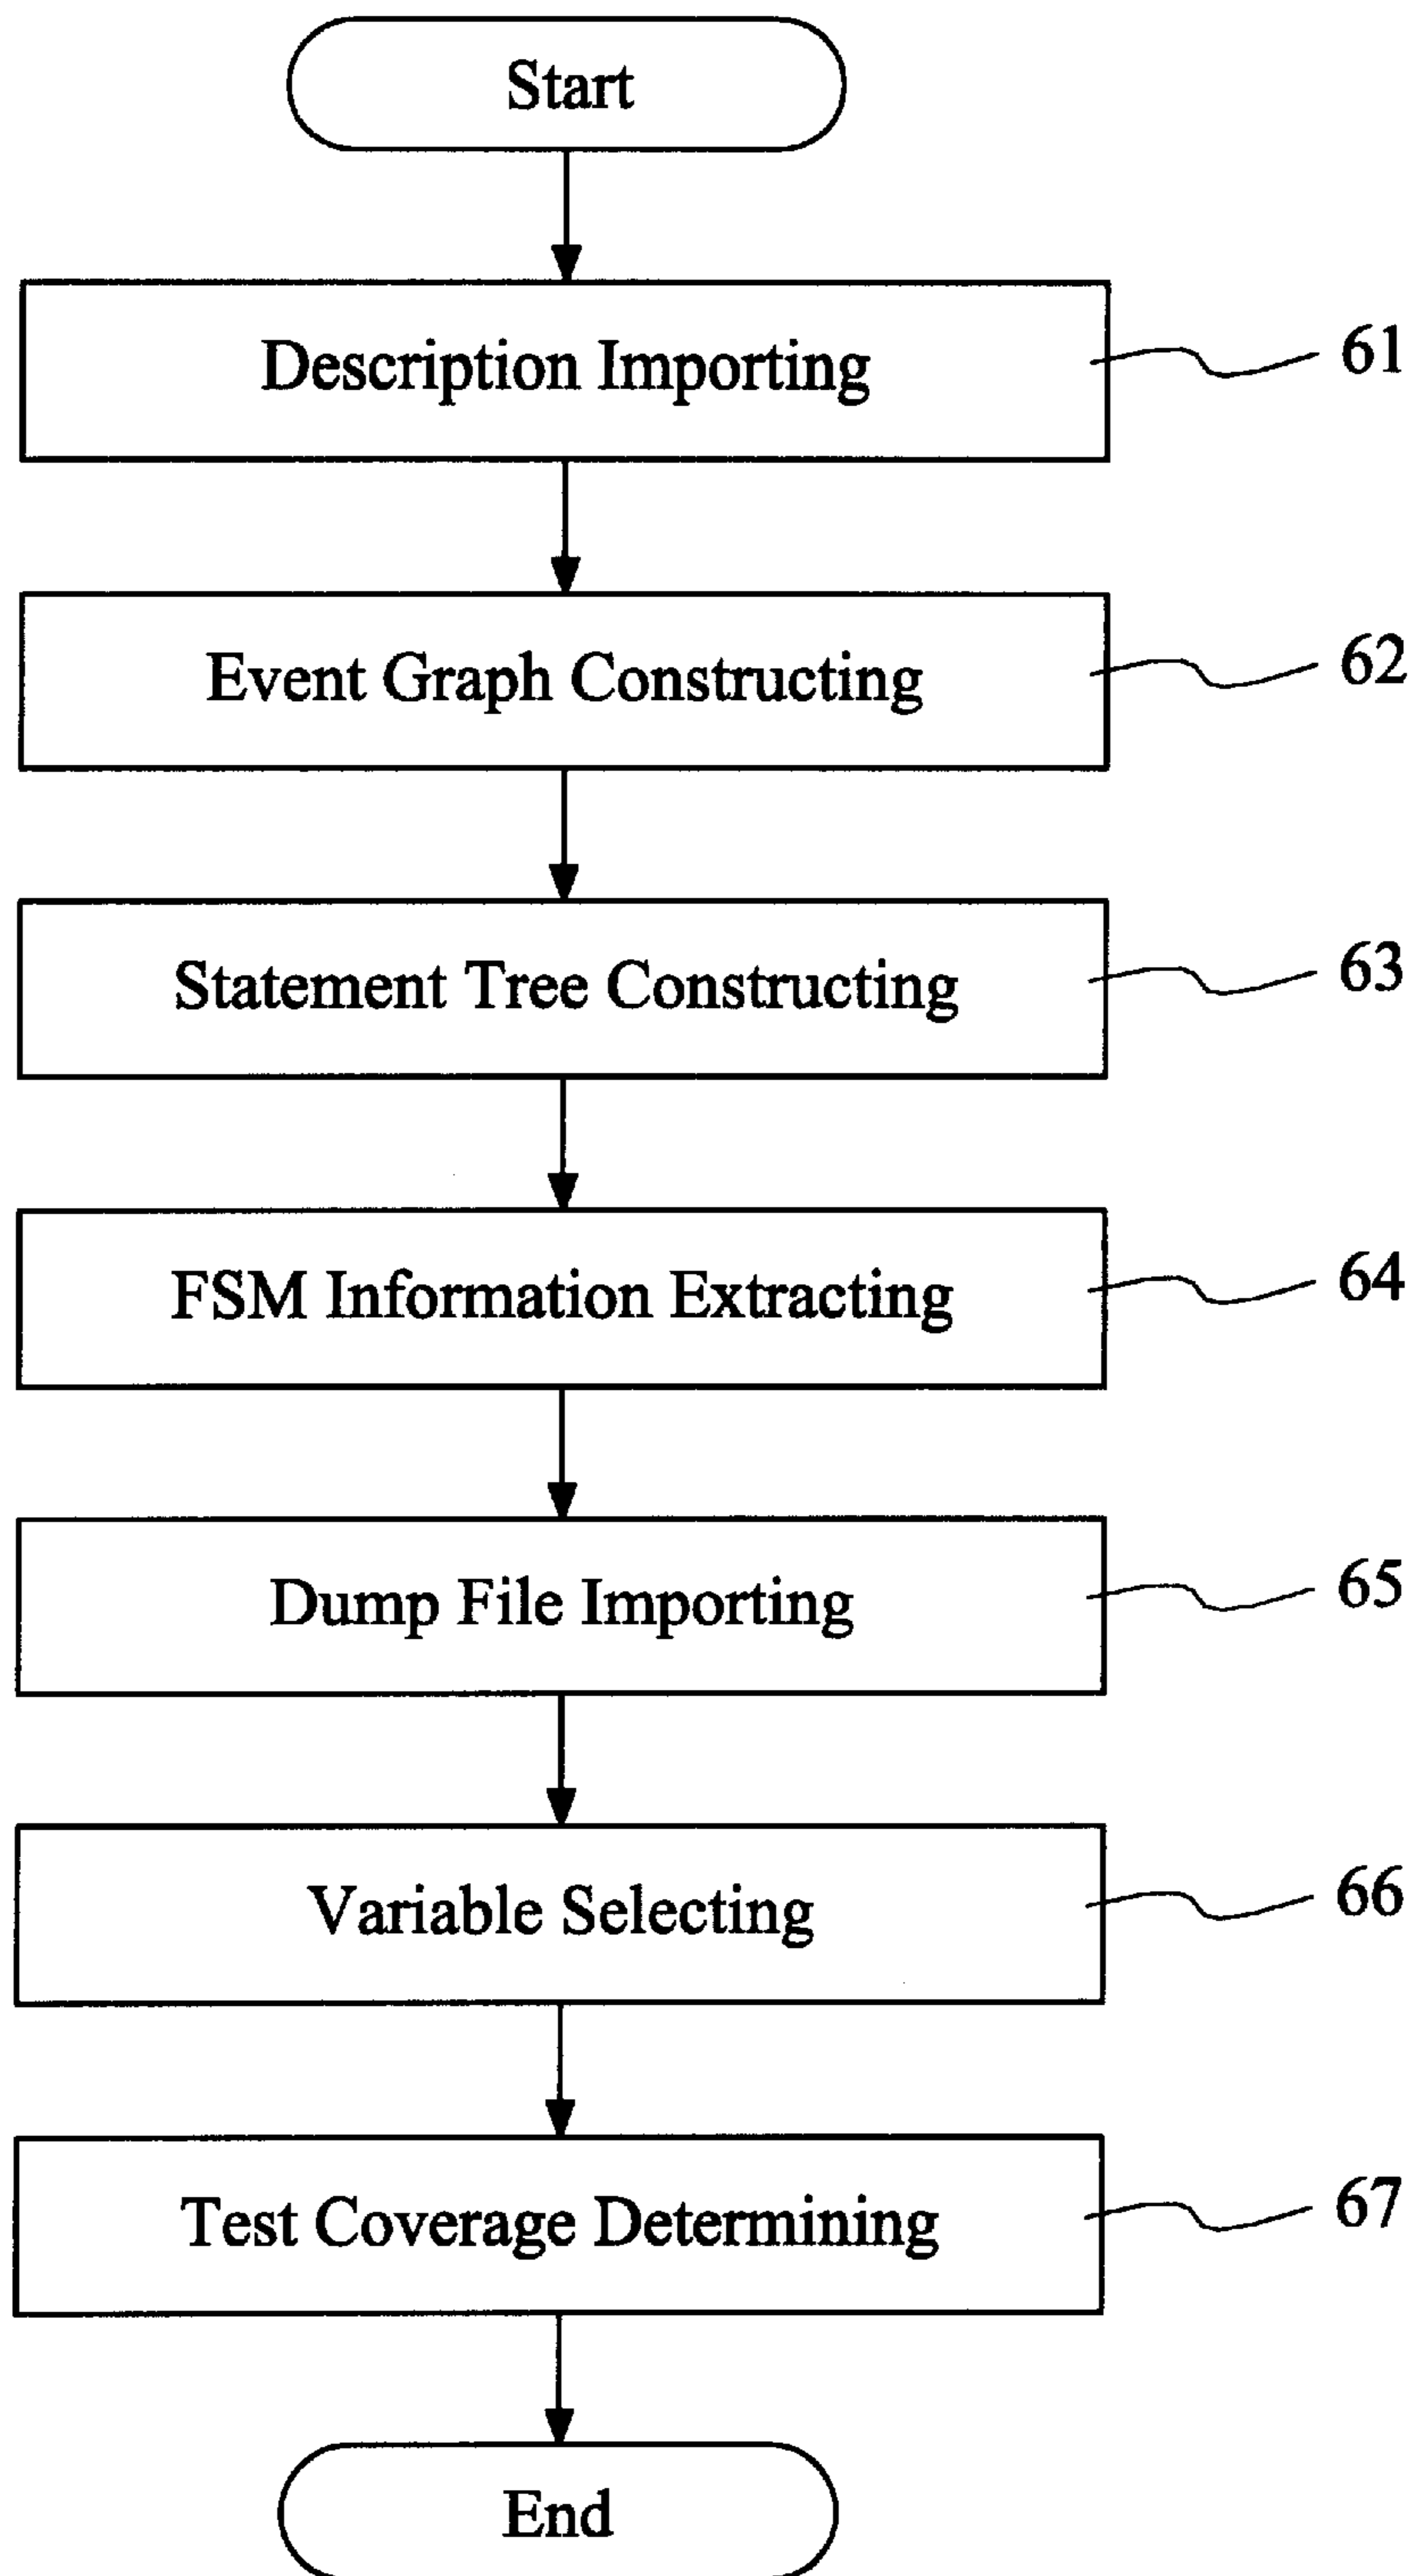 Start
Description Importing 61
Event Graph Constructing 62
Statement Tree Constructing 63
FSM Information Extracting 64
Dump File Importing 65
Variable Selecting 66
Test Coverage Determining 67
End